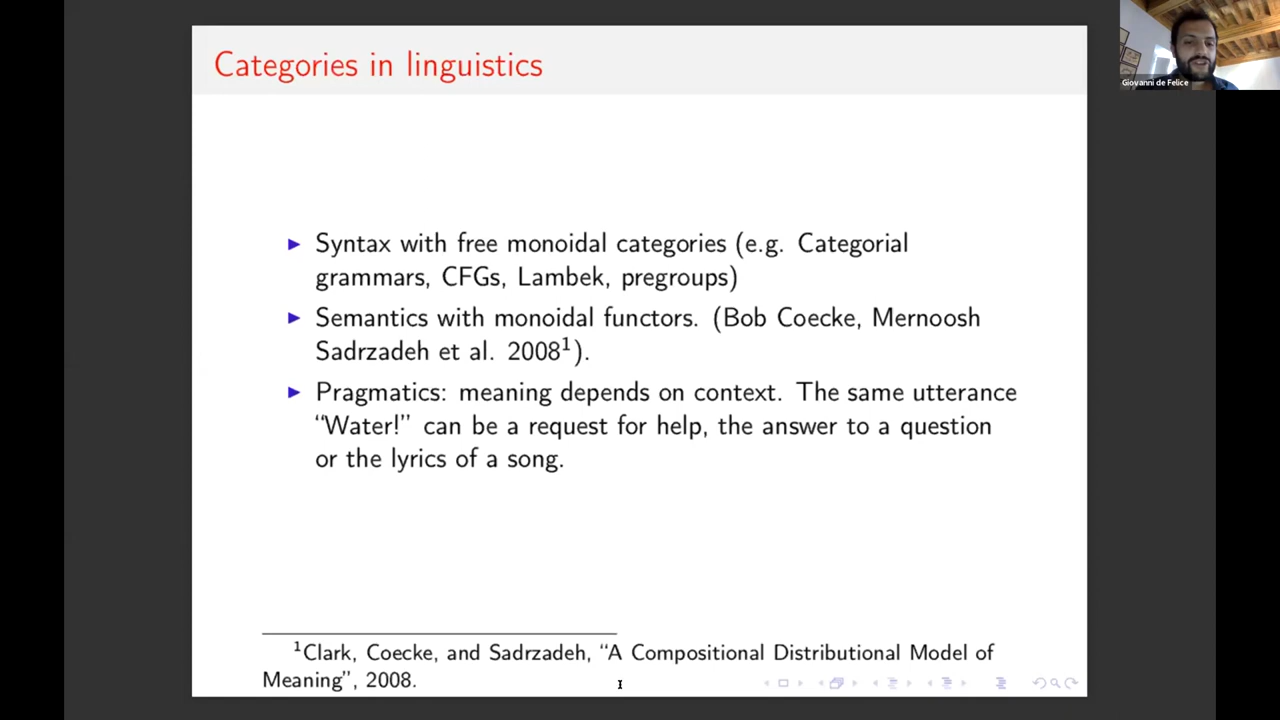 Categories in linguistics
Giovanni de Felice
▶ Syntax with free monoidal categories (e.g. Categorial
grammars, CFGs, Lambek, pregroups)
▶ Semantics with monoidal functors. (Bob Coecke, Mernoosh
Sadrzadeh et al. 2008¹).
▶ Pragmatics: meaning depends on context. The same utterance
“Water!” can be a request for help, the answer to a question
or the lyrics of a song.
¹Clark, Coecke, and Sadrzadeh, “A Compositional Distributional Model of
Meaning”, 2008.